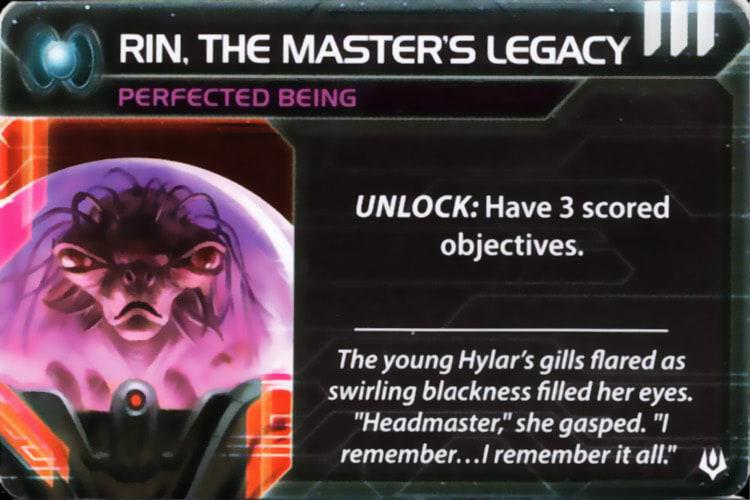 RIN, THE MASTER'S LEGACY
PERFECTED BEING
UNLOCK: Have 3 scored
objectives.
The young Hylar's gills flared as
swirling blackness filled her eyes.
"Headmaster," she gasped. "I
remember...I remember it all."